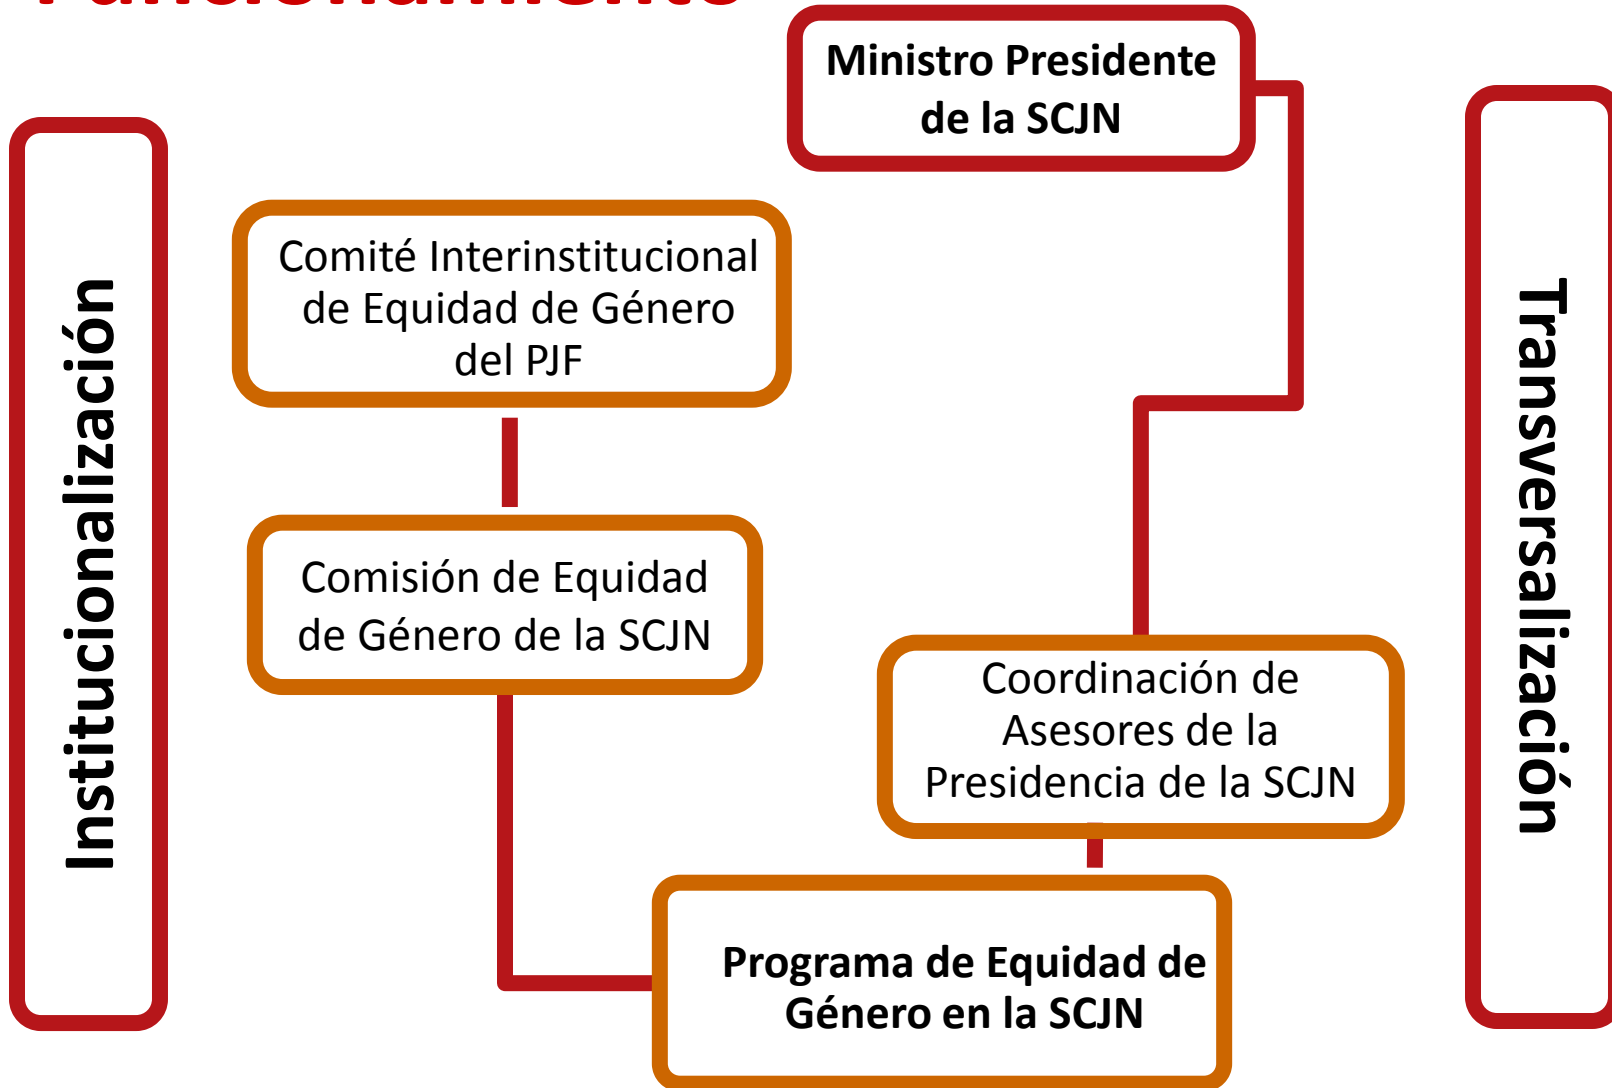 Funcionamiento
Ministro Presidente
de la SCJN
Institucionalización
Comité Interinstitucional
de Equidad de Género
del PJF
Comisión de Equidad
de Género de la SCJN
Coordinación de
Asesores de la
Presidencia de la SCJN
Programa de Equidad de
Género en la SCJN
Transversalización